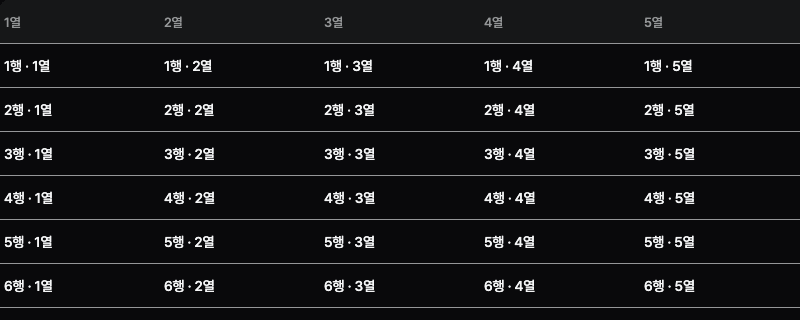 1열 2열 3열 4열 5열
1행 · 1열 1행 · 2열 1행 · 3열 1행 · 4열 1행 · 5열
2행 · 1열 2행 · 2열 2행 · 3열 2행 · 4열 2행 · 5열
3행 · 1열 3행 · 2열 3행 · 3열 3행 · 4열 3행 · 5열
4행 · 1열 4행 · 2열 4행 · 3열 4행 · 4열 4행 · 5열
5행 · 1열 5행 · 2열 5행 · 3열 5행 · 4열 5행 · 5열
6행 · 1열 6행 · 2열 6행 · 3열 6행 · 4열 6행 · 5열